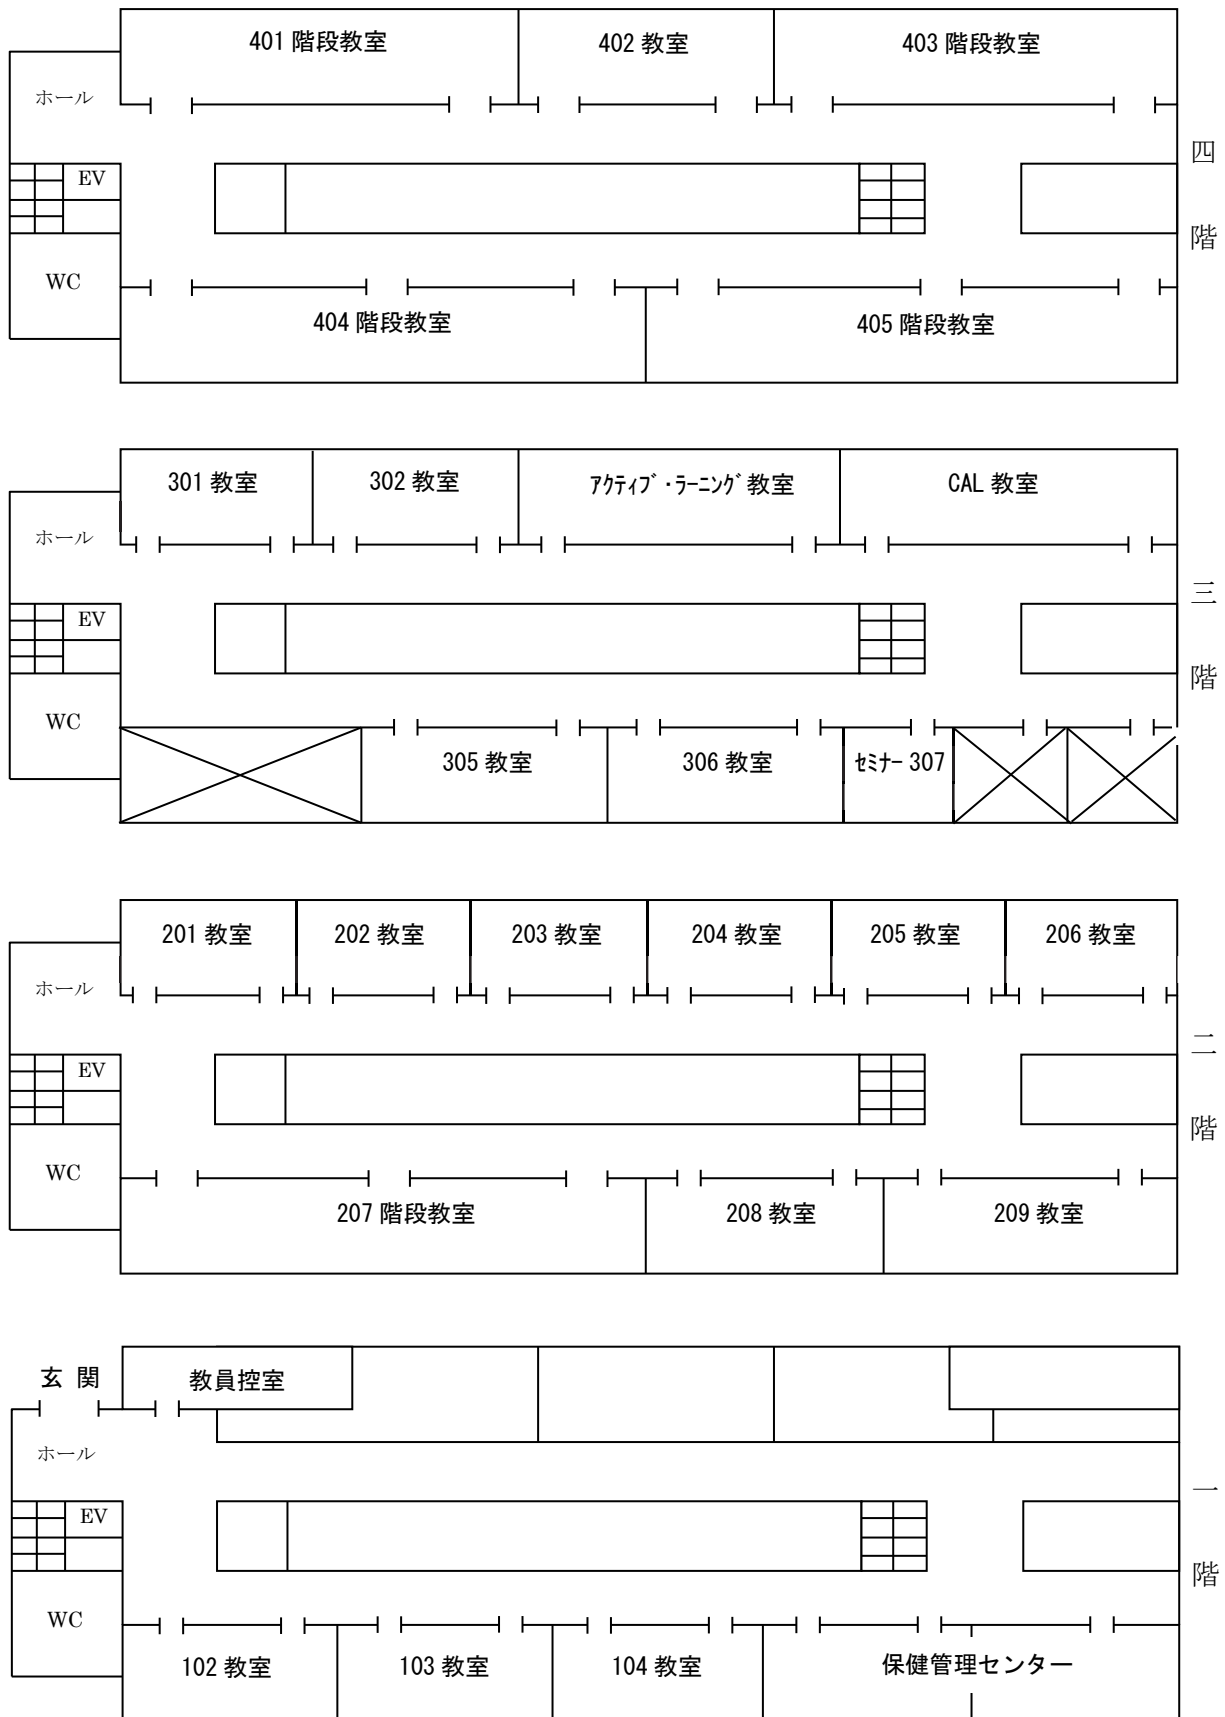 401 階段教室
402 教室
403 階段教室
ホール
EV
WC
404 階段教室
405 階段教室
四階
301 教室
302 教室
ｱｸﾃｨﾌﾞ・ﾗｰﾆﾝｸﾞ教室
CAL 教室
ホール
EV
WC
305 教室
306 教室
ｾﾐﾅｰ 307
三階
201 教室
202 教室
203 教室
204 教室
205 教室
206 教室
ホール
EV
WC
207 階段教室
208 教室
209 教室
二階
玄 関
教員控室
ホール
EV
WC
102 教室
103 教室
104 教室
保健管理センター
一階